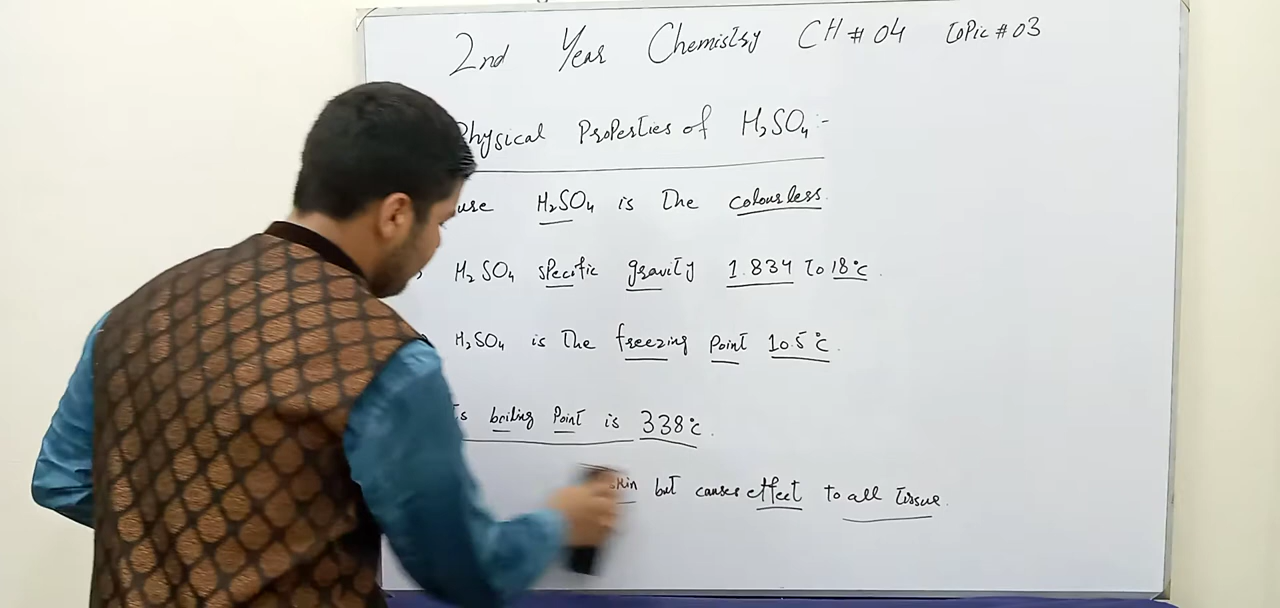 2nd Year Chemistry CH # 04 Topic # 03
Physical Properties of H₂SO₄:-
H₂SO₄ is The colourless.
H₂SO₄ specific gravity 1.834 To 18°C.
H₂SO₄ is The freezing Point 10.5°C.
boiling Point is 338°C.
skin but causes effect to all Tissue.